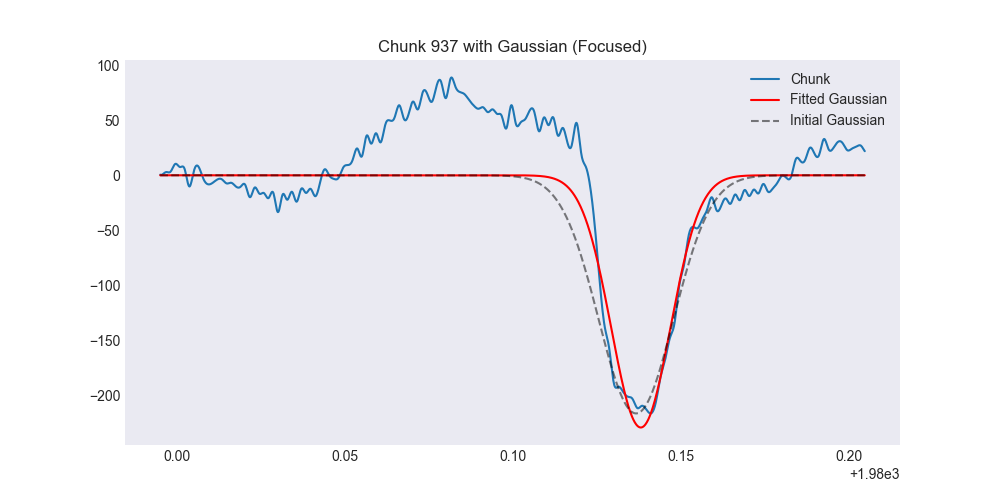 Chunk 937 with Gaussian (Focused)
100
50
0
−50
−100
−150
−200
Chunk
Fitted Gaussian
Initial Gaussian
0.00 0.05 0.10 0.15 0.20
+1.98e3